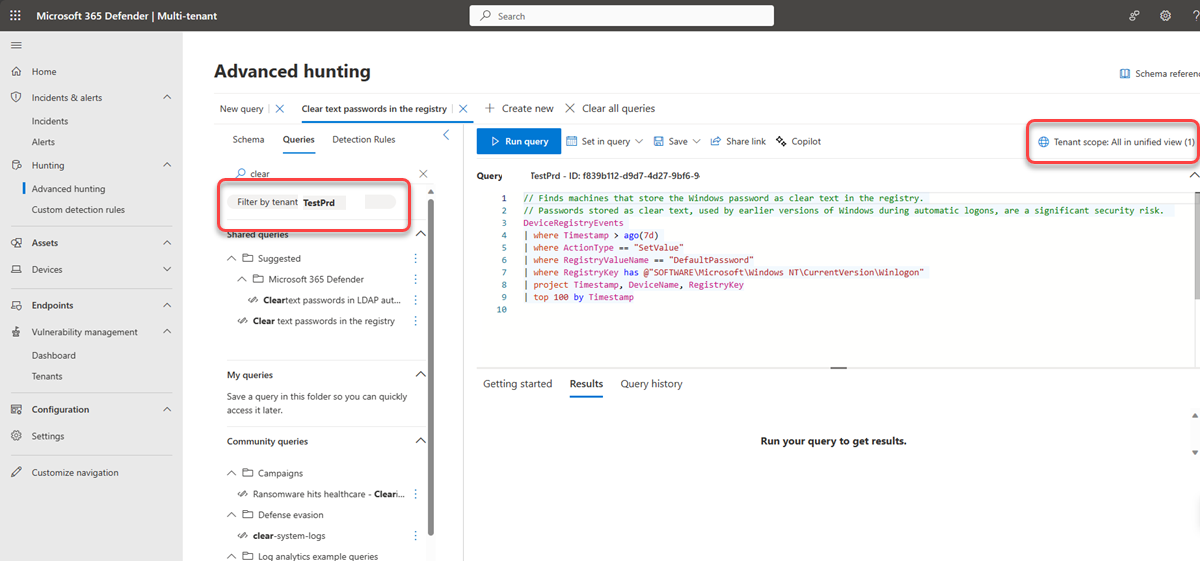 Microsoft 365 Defender | Multi-tenant
Search
Home
Incidents & alerts
Incidents
Alerts
Hunting
Advanced hunting
Custom detection rules
Assets
Devices
Endpoints
Vulnerability management
Dashboard
Tenants
Configuration
Settings
Customize navigation
Advanced hunting
Schema referenc
New query
Clear text passwords in the registry
Create new
Clear all queries
Schema
Queries
Detection Rules
clear
Filter by tenant TestPrd
Shared queries
Suggested
Microsoft 365 Defender
Cleartext passwords in LDAP aut...
Clear text passwords in the registry
My queries
Save a query in this folder so you can quickly
access it later.
Community queries
Campaigns
Ransomware hits healthcare - Cleari...
Defense evasion
clear-system-logs
Log analytics example queries
Run query
Set in query
Save
Share link
Copilot
Tenant scope: All in unified view (1)
Query
TestPrd - ID: f839b112-d9d7-4d27-9bf6-9
1 // Finds machines that store the Windows password as clear text in the registry.
2 // Passwords stored as clear text, used by earlier versions of Windows during automatic logons, are a significant security risk.
3 DeviceRegistryEvents
4 | where Timestamp > ago(7d)
5 | where ActionType == "SetValue"
6 | where RegistryValueName == "DefaultPassword"
7 | where RegistryKey has @"SOFTWARE\Microsoft\Windows NT\CurrentVersion\Winlogon"
8 | project Timestamp, DeviceName, RegistryKey
9 | top 100 by Timestamp
10
Getting started
Results
Query history
Run your query to get results.